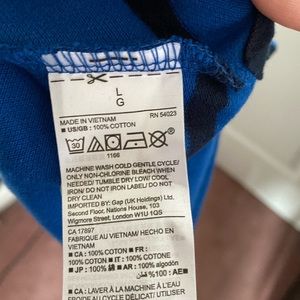 L
G
MADE IN VIETNAM RN 54023
■ US/GB : 100% COTTON
30
1166
MACHINE WASH COLD GENTLE CYCLE/
ONLY NON-CHLORINE BLEACH WHEN
NEEDED/ TUMBLE DRY LOW/ COOL
IRON/ DO NOT IRON LABEL/ DO NOT
DRY CLEAN
IMPORTED BY: Gap (UK Holdings) Ltd.
Second Floor, Nations House, 103
Wigmore Street, London W1U 1QS
CA 17897
FABRIQUE AU VIETNAM/ HECHO EN
VIETNAM
■ CA : 100% COTON ■ FR :
100% COTON ■ IT : 100% COTONE
■ JP : 100% 綿 ■ AR: 100% algodón
■ CA : LAVER À LA MACHINE À L'EAU
FROIDE AU CYCLE DÉLICAT/ UTILISER